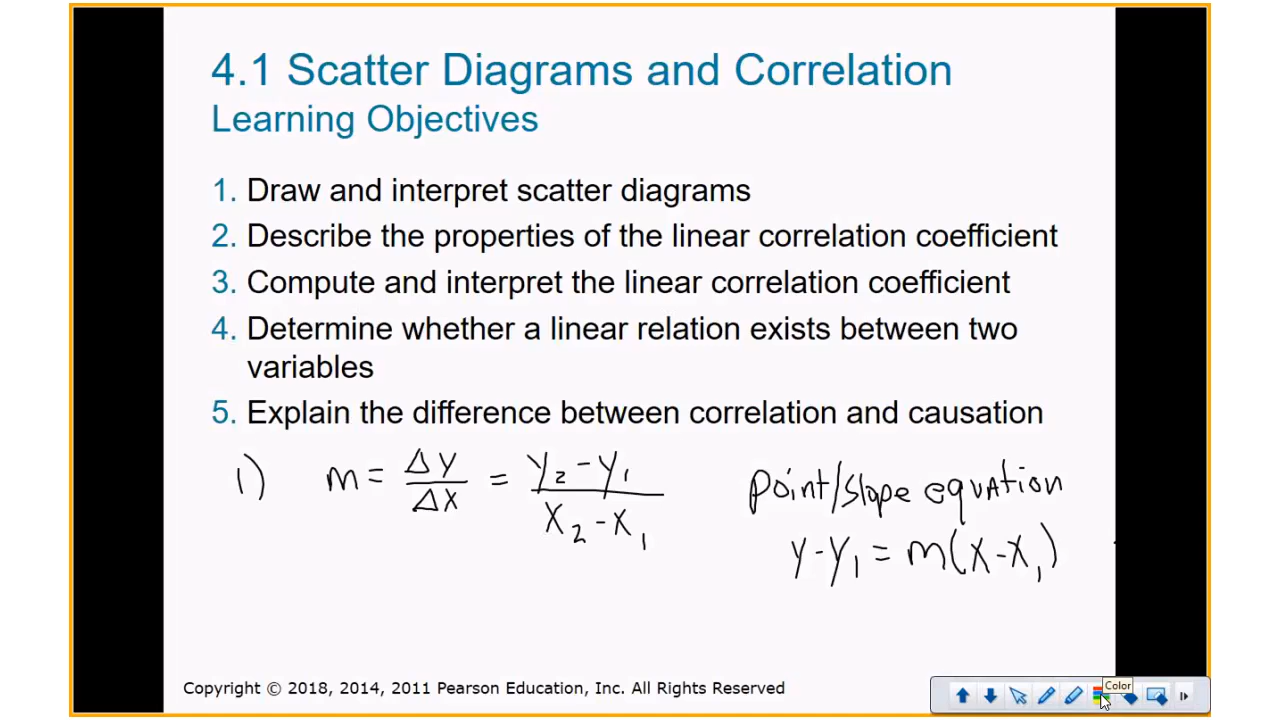 4.1 Scatter Diagrams and Correlation
Learning Objectives
1. Draw and interpret scatter diagrams
2. Describe the properties of the linear correlation coefficient
3. Compute and interpret the linear correlation coefficient
4. Determine whether a linear relation exists between two
variables
5. Explain the difference between correlation and causation
1) m = ΔY/ΔX = (y₂ - y₁)/(x₂ - x₁)
point/slope equation
y - y₁ = m(x - x₁)
Copyright © 2018, 2014, 2011 Pearson Education, Inc. All Rights Reserved
Color